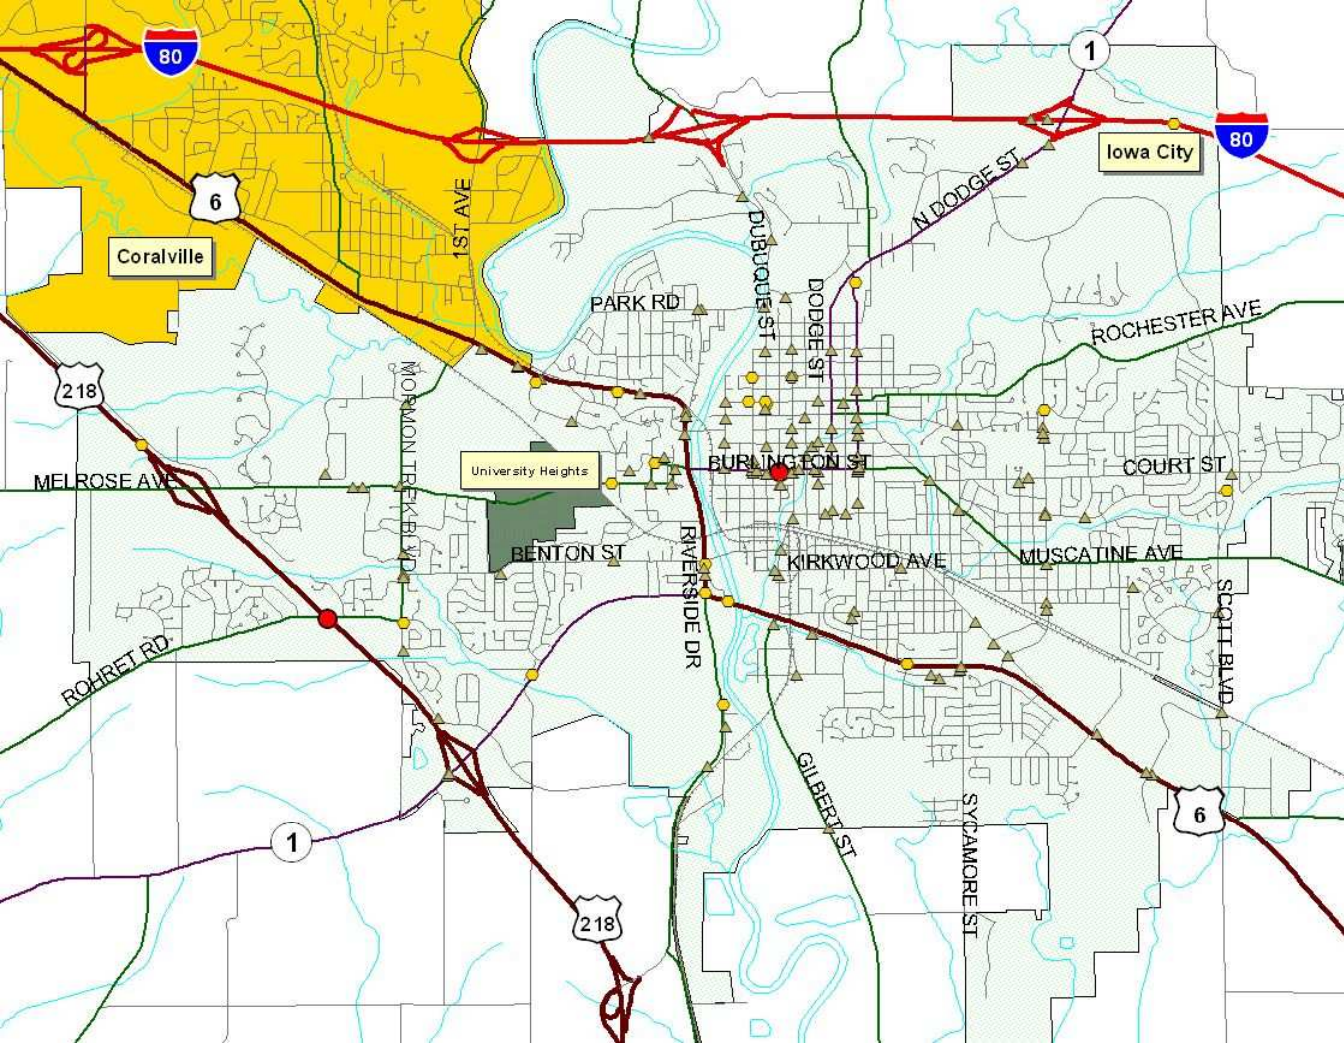 1
80
80
Iowa City
N DODGE ST
6
1ST AVE
Coralville
DUBUQUE ST
DODGE ST
PARK RD
ROCHESTER AVE
218
MORMON TREK BLVD
University Heights
BURLINGTON ST
COURT ST
MELROSE AVE
BENTON ST
RIVERSIDE DR
KIRKWOOD AVE
MUSCATINE AVE
SCOTT BLVD
ROHRET RD
GILBERT ST
SYCAMORE ST
6
1
218